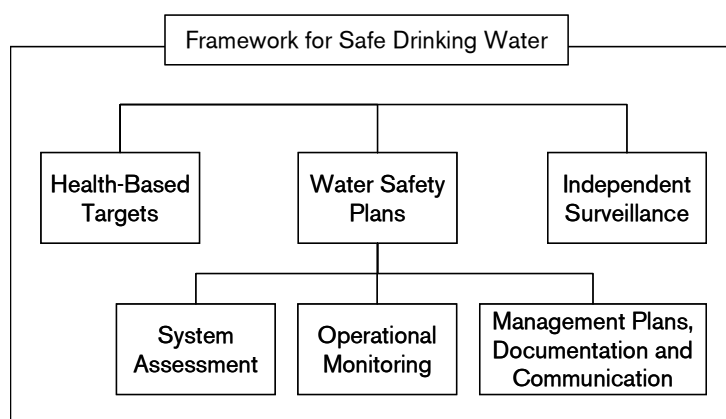 Framework for Safe Drinking Water
Health-Based
Targets
Water Safety
Plans
Independent
Surveillance
System
Assessment
Operational
Monitoring
Management Plans,
Documentation and
Communication